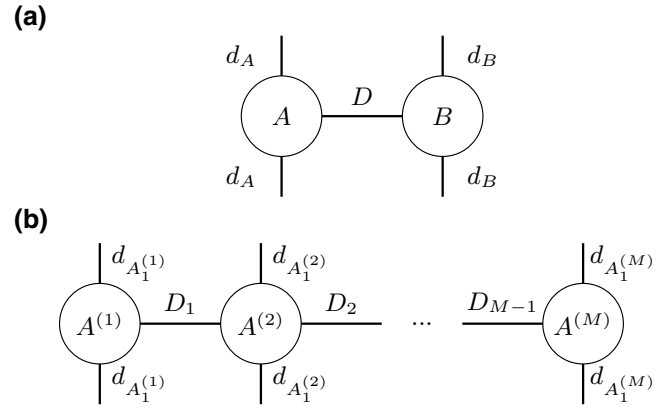 (a)
d_A d_B
A D B
d_A d_B
(b)
d_{A_1^{(1)}} d_{A_1^{(2)}} d_{A_1^{(M)}}
A^{(1)} D_1 A^{(2)} D_2 ... D_{M-1} A^{(M)}
d_{A_1^{(1)}} d_{A_1^{(2)}} d_{A_1^{(M)}}